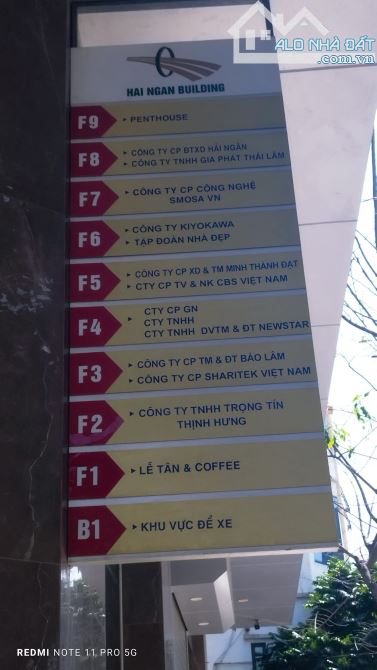 ALO NHÀ ĐẤT
.com.vn
HAI NGAN BUILDING
F9 PENTHOUSE
F8 CÔNG TY CP ĐTXD HẢI NGÂN
CÔNG TY TNHH GIA PHÁT THÁI LÂM
F7 CÔNG TY CP CÔNG NGHỆ
SMOSA VN
F6 CÔNG TY KIYOKAWA
TẬP ĐOÀN NHÀ ĐẸP
F5 CÔNG TY CP XD & TM MINH THÀNH ĐẠT
CTY CP TV & NK CBS VIỆT NAM
F4 CTY CP GN
CTY TNHH
CTY TNHH DVTM & ĐT NEWSTAR
F3 CÔNG TY CP TM & ĐT BẢO LÂM
CÔNG TY CP SHARITEK VIỆT NAM
F2 CÔNG TY TNHH TRỌNG TÍN
THỊNH HƯNG
F1 LỄ TÂN & COFFEE
B1 KHU VỰC ĐỂ XE
REDMI NOTE 11 PRO 5G